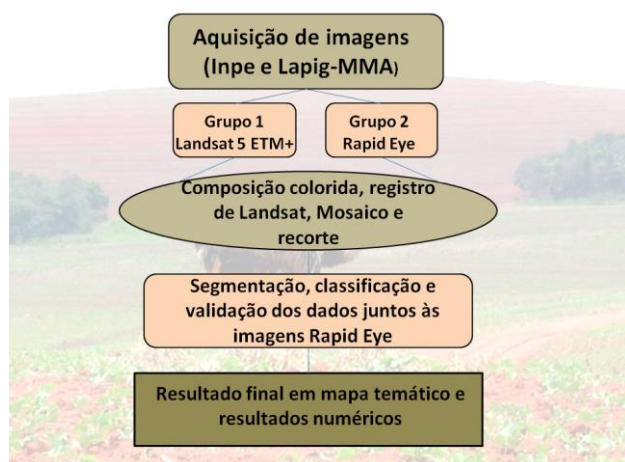 Aquisição de imagens
(Inpe e Lapig-MMA)
Grupo 1
Landsat 5 ETM+
Grupo 2
Rapid Eye
Composição colorida, registro
de Landsat, Mosaico e
recorte
Segmentação, classificação e
validação dos dados juntos às
imagens Rapid Eye
Resultado final em mapa temático e
resultados numéricos